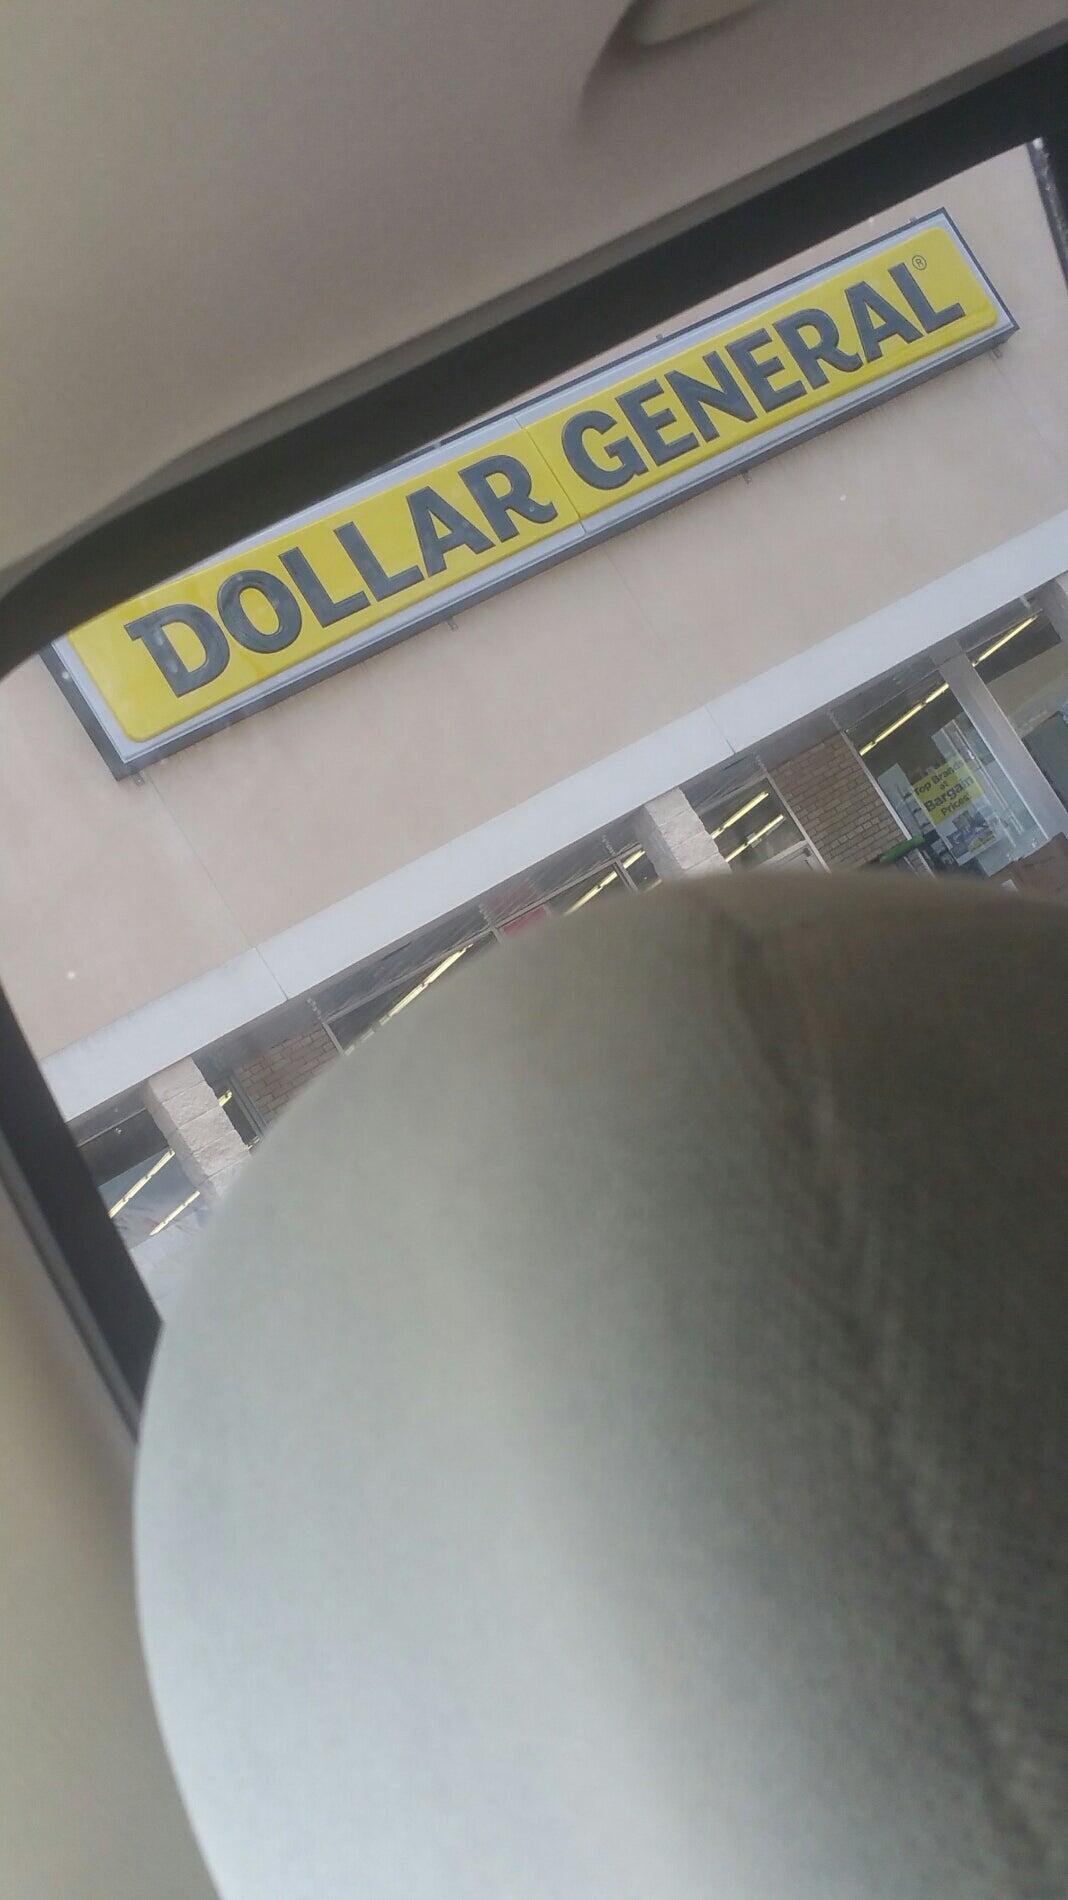 DOLLAR GENERAL®
Top Brands
at
Bargain
Prices!